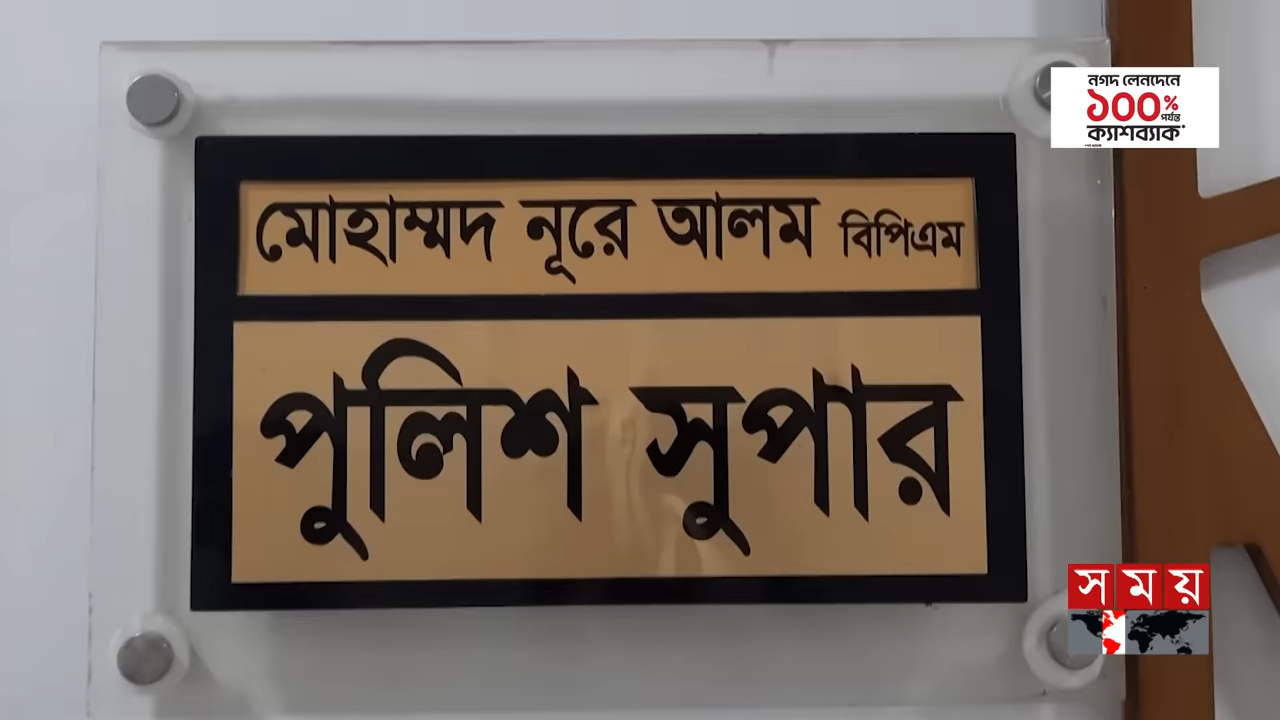 নগদ লেনদেনে
১০০%
পর্যন্ত
ক্যাশব্যাক*
মোহাম্মদ নূরে আলম বিপিএম
পুলিশ সুপার
সময়